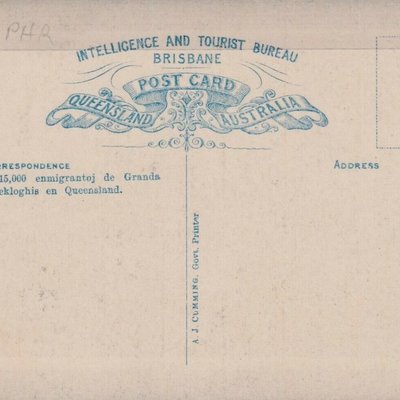 PHR
INTELLIGENCE AND TOURIST BUREAU
BRISBANE
POST CARD
QUEENSLAND AUSTRALIA
RRESPONDENCE
ADDRESS
15,000 enmigrantoj de Granda
ekloghis en Queensland.
A. J. CUMMING, Govt. Printer